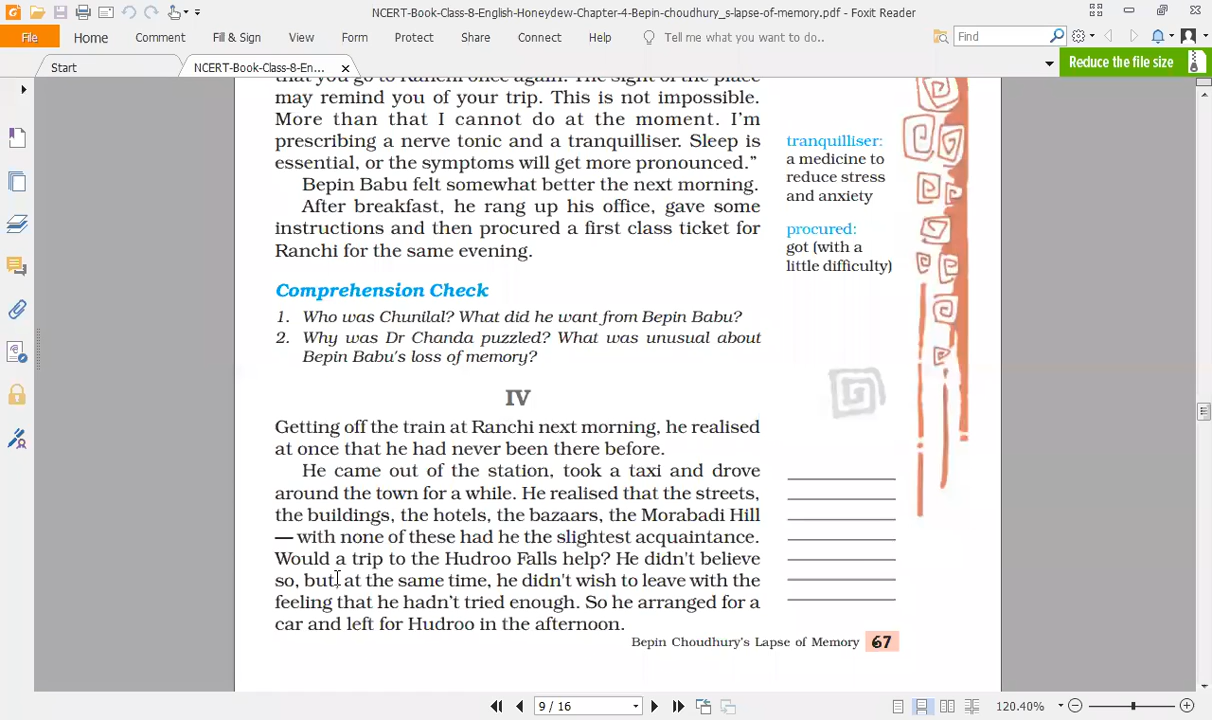 NCERT-Book-Class-8-English-Honeydew-Chapter-4-Bepin-choudhury_s-lapse-of-memory.pdf - Foxit Reader
File
Home
Comment
Fill & Sign
View
Form
Protect
Share
Connect
Help
Tell me what you want to do..
Find
Start
NCERT-Book-Class-8-En...
Reduce the file size
that you go to Ranchi once again. The sight of the place
may remind you of your trip. This is not impossible.
More than that I cannot do at the moment. I’m
prescribing a nerve tonic and a tranquilliser. Sleep is
essential, or the symptoms will get more pronounced.”
Bepin Babu felt somewhat better the next morning.
After breakfast, he rang up his office, gave some
instructions and then procured a first class ticket for
Ranchi for the same evening.
tranquilliser:
a medicine to
reduce stress
and anxiety
procured:
got (with a
little difficulty)
Comprehension Check
1. Who was Chunilal? What did he want from Bepin Babu?
2. Why was Dr Chanda puzzled? What was unusual about
Bepin Babu's loss of memory?
IV
Getting off the train at Ranchi next morning, he realised
at once that he had never been there before.
He came out of the station, took a taxi and drove
around the town for a while. He realised that the streets,
the buildings, the hotels, the bazaars, the Morabadi Hill
— with none of these had he the slightest acquaintance.
Would a trip to the Hudroo Falls help? He didn't believe
so, but, at the same time, he didn't wish to leave with the
feeling that he hadn’t tried enough. So he arranged for a
car and left for Hudroo in the afternoon.
Bepin Choudhury’s Lapse of Memory 67
9 / 16
120.40%